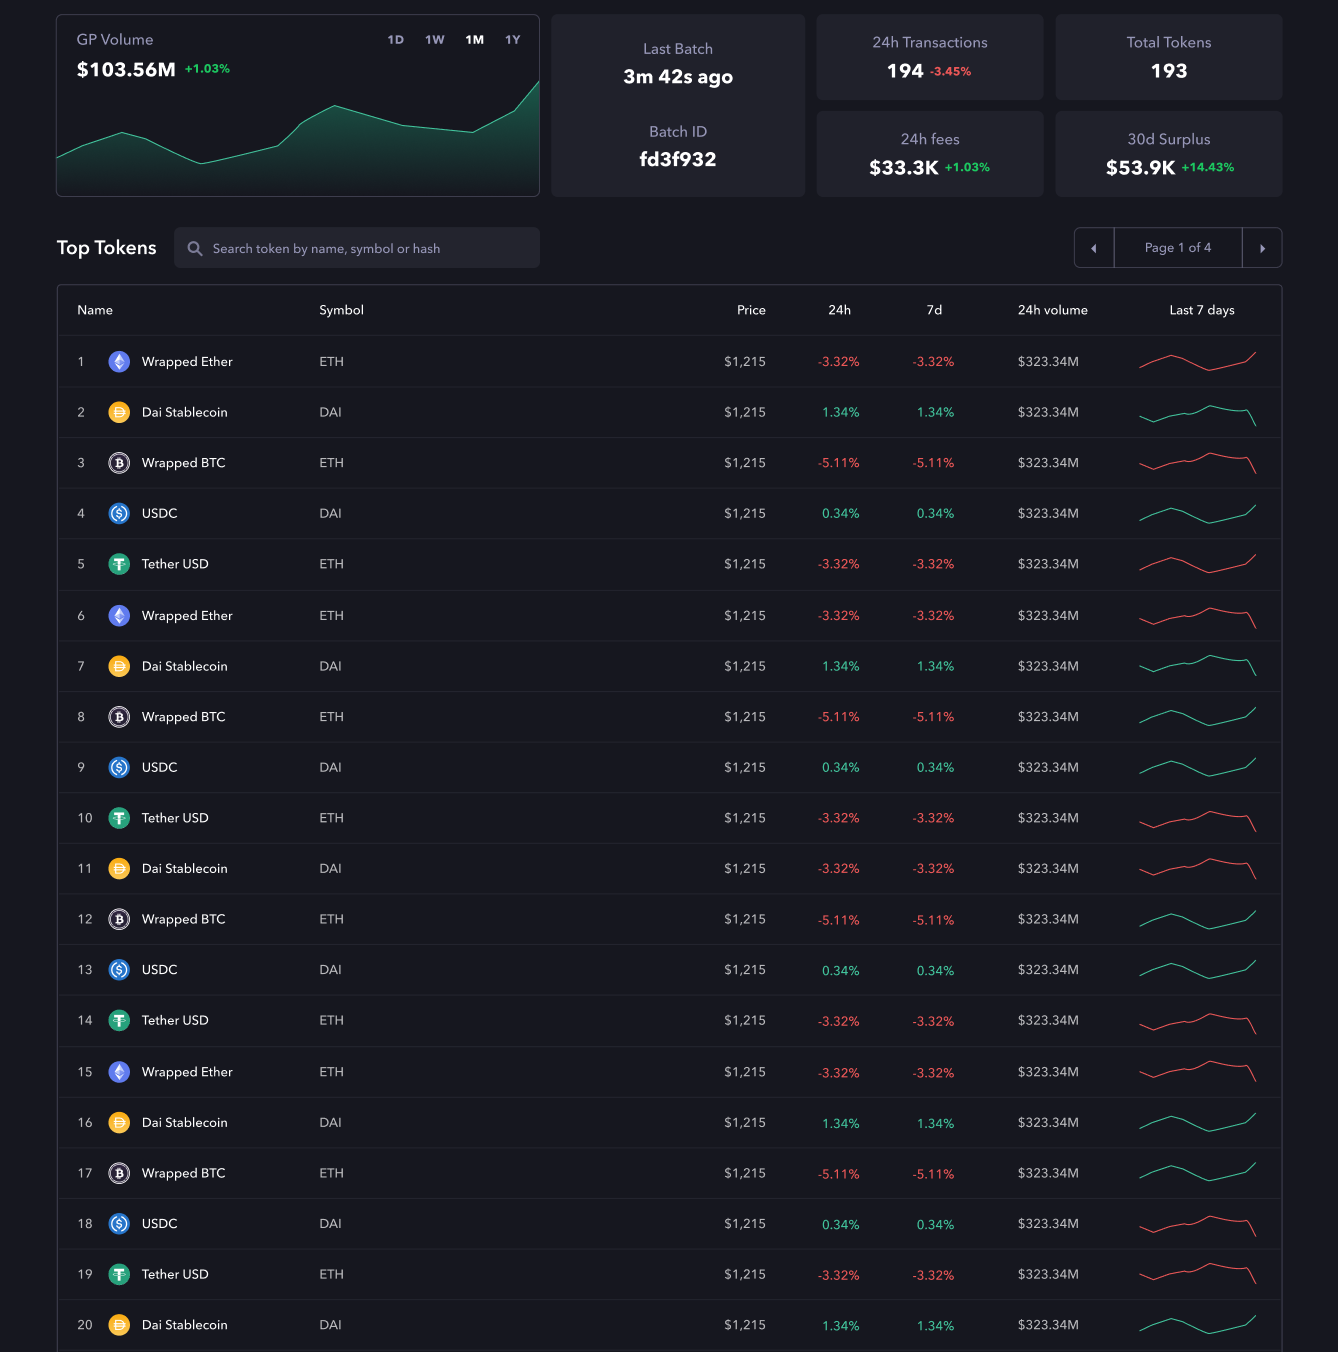 GP Volume 1D 1W 1M 1Y
$103.56M +1.03%
Last Batch
3m 42s ago
Batch ID
fd3f932
24h Transactions
194 -3.45%
Total Tokens
193
24h fees
$33.3K +1.03%
30d Surplus
$53.9K +14.43%
Top Tokens Search token by name, symbol or hash Page 1 of 4
Name Symbol Price 24h 7d 24h volume Last 7 days
1 Wrapped Ether ETH $1,215 -3.32% -3.32% $323.34M
2 Dai Stablecoin DAI $1,215 1.34% 1.34% $323.34M
3 Wrapped BTC ETH $1,215 -5.11% -5.11% $323.34M
4 USDC DAI $1,215 0.34% 0.34% $323.34M
5 Tether USD ETH $1,215 -3.32% -3.32% $323.34M
6 Wrapped Ether ETH $1,215 -3.32% -3.32% $323.34M
7 Dai Stablecoin DAI $1,215 1.34% 1.34% $323.34M
8 Wrapped BTC ETH $1,215 -5.11% -5.11% $323.34M
9 USDC DAI $1,215 0.34% 0.34% $323.34M
10 Tether USD ETH $1,215 -3.32% -3.32% $323.34M
11 Dai Stablecoin DAI $1,215 -3.32% -3.32% $323.34M
12 Wrapped BTC ETH $1,215 -5.11% -5.11% $323.34M
13 USDC DAI $1,215 0.34% 0.34% $323.34M
14 Tether USD ETH $1,215 -3.32% -3.32% $323.34M
15 Wrapped Ether ETH $1,215 -3.32% -3.32% $323.34M
16 Dai Stablecoin DAI $1,215 1.34% 1.34% $323.34M
17 Wrapped BTC ETH $1,215 -5.11% -5.11% $323.34M
18 USDC DAI $1,215 0.34% 0.34% $323.34M
19 Tether USD ETH $1,215 -3.32% -3.32% $323.34M
20 Dai Stablecoin DAI $1,215 1.34% 1.34% $323.34M